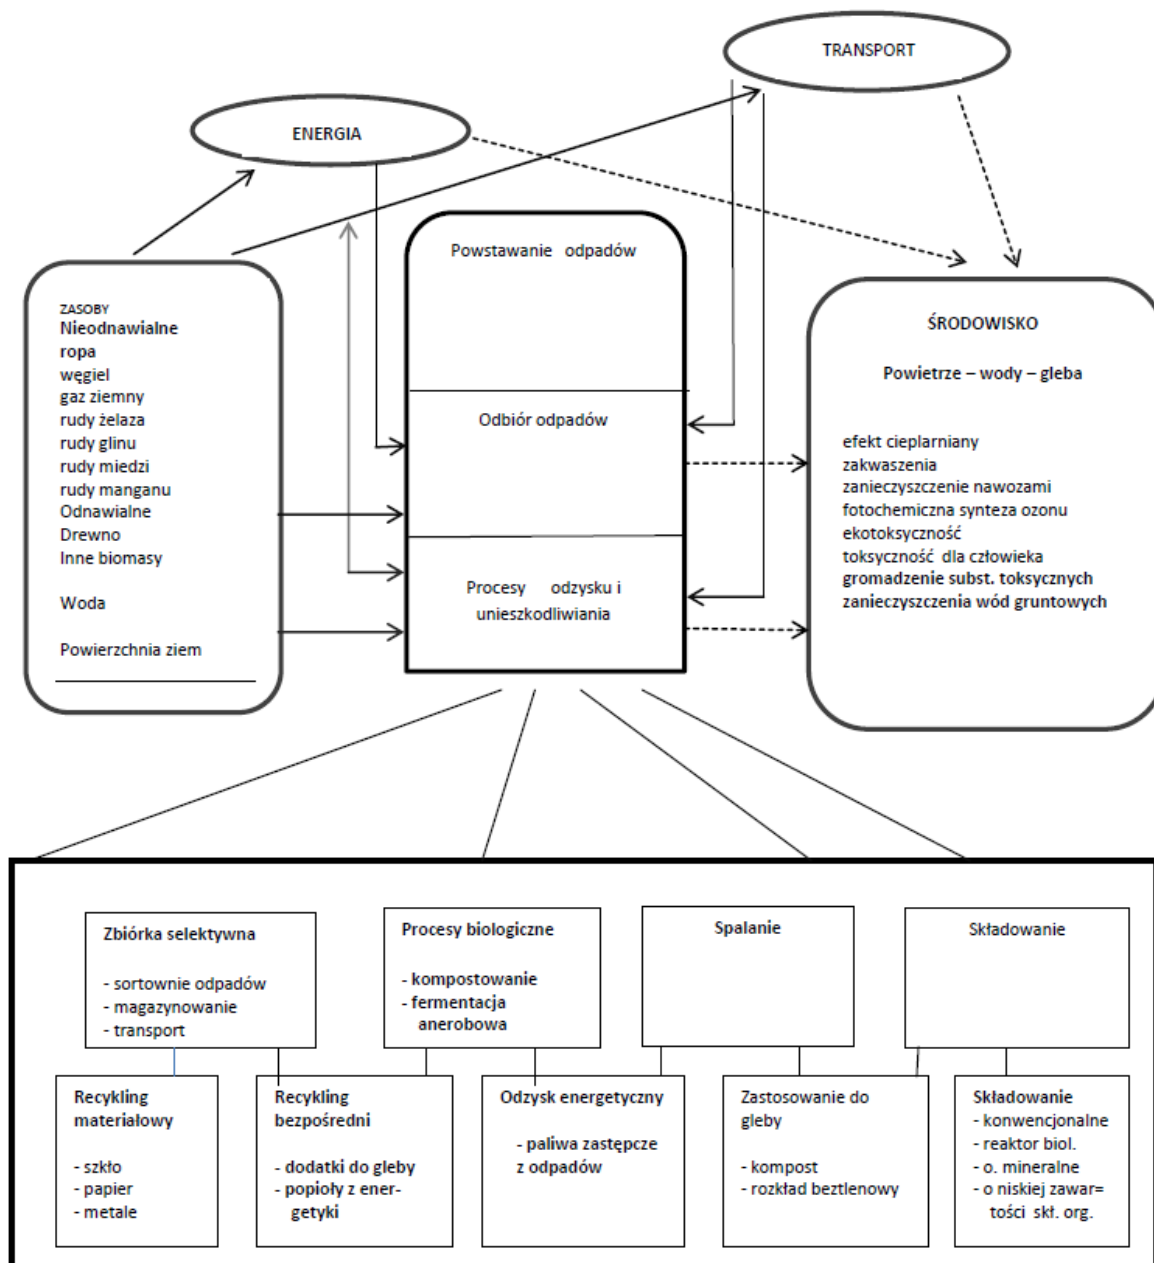 TRANSPORT
ENERGIA
ZASOBY
Nieodnawialne
ropa
węgiel
gaz ziemny
rudy żelaza
rudy glinu
rudy miedzi
rudy manganu
Odnawialne
Drewno
Inne biomasy
Woda
Powierzchnia ziem
Powstawanie odpadów
Odbiór odpadów
Procesy odzysku i
unieszkodliwiania
ŚRODOWISKO
Powietrze – wody – gleba
efekt cieplarniany
zakwaszenia
zanieczyszczenie nawozami
fotochemiczna synteza ozonu
ekotoksyczność
toksyczność dla człowieka
gromadzenie subst. toksycznych
zanieczyszczenia wód gruntowych
Zbiórka selektywna
- sortownie odpadów
- magazynowanie
- transport
Procesy biologiczne
- kompostowanie
- fermentacja
anerobowa
Spalanie
Składowanie
Recykling
materiałowy
- szkło
- papier
- metale
Recykling
bezpośredni
- dodatki do gleby
- popioły z ener-
getyki
Odzysk energetyczny
- paliwa zastępcze
z odpadów
Zastosowanie do
gleby
- kompost
- rozkład beztlenowy
Składowanie
- konwencjonalne
- reaktor biol.
- o. mineralne
- o niskiej zawar=
tości skł. org.